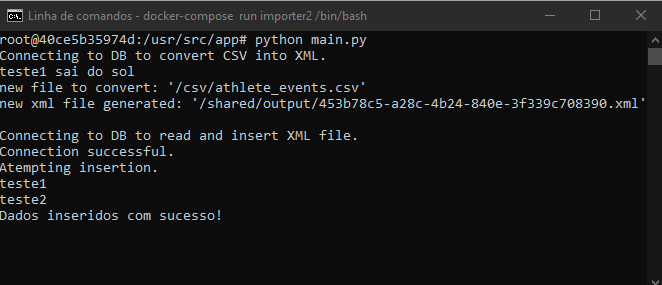 Linha de comandos - docker-compose run importer2 /bin/bash
root@40ce5b35974d:/usr/src/app# python main.py
Connecting to DB to convert CSV into XML.
teste1 sai do sol
new file to convert: '/csv/athlete_events.csv'
new xml file generated: '/shared/output/453b78c5-a28c-4b24-840e-3f339c708390.xml'
Connecting to DB to read and insert XML file.
Connection successful.
Atempting insertion.
teste1
teste2
Dados inseridos com sucesso!